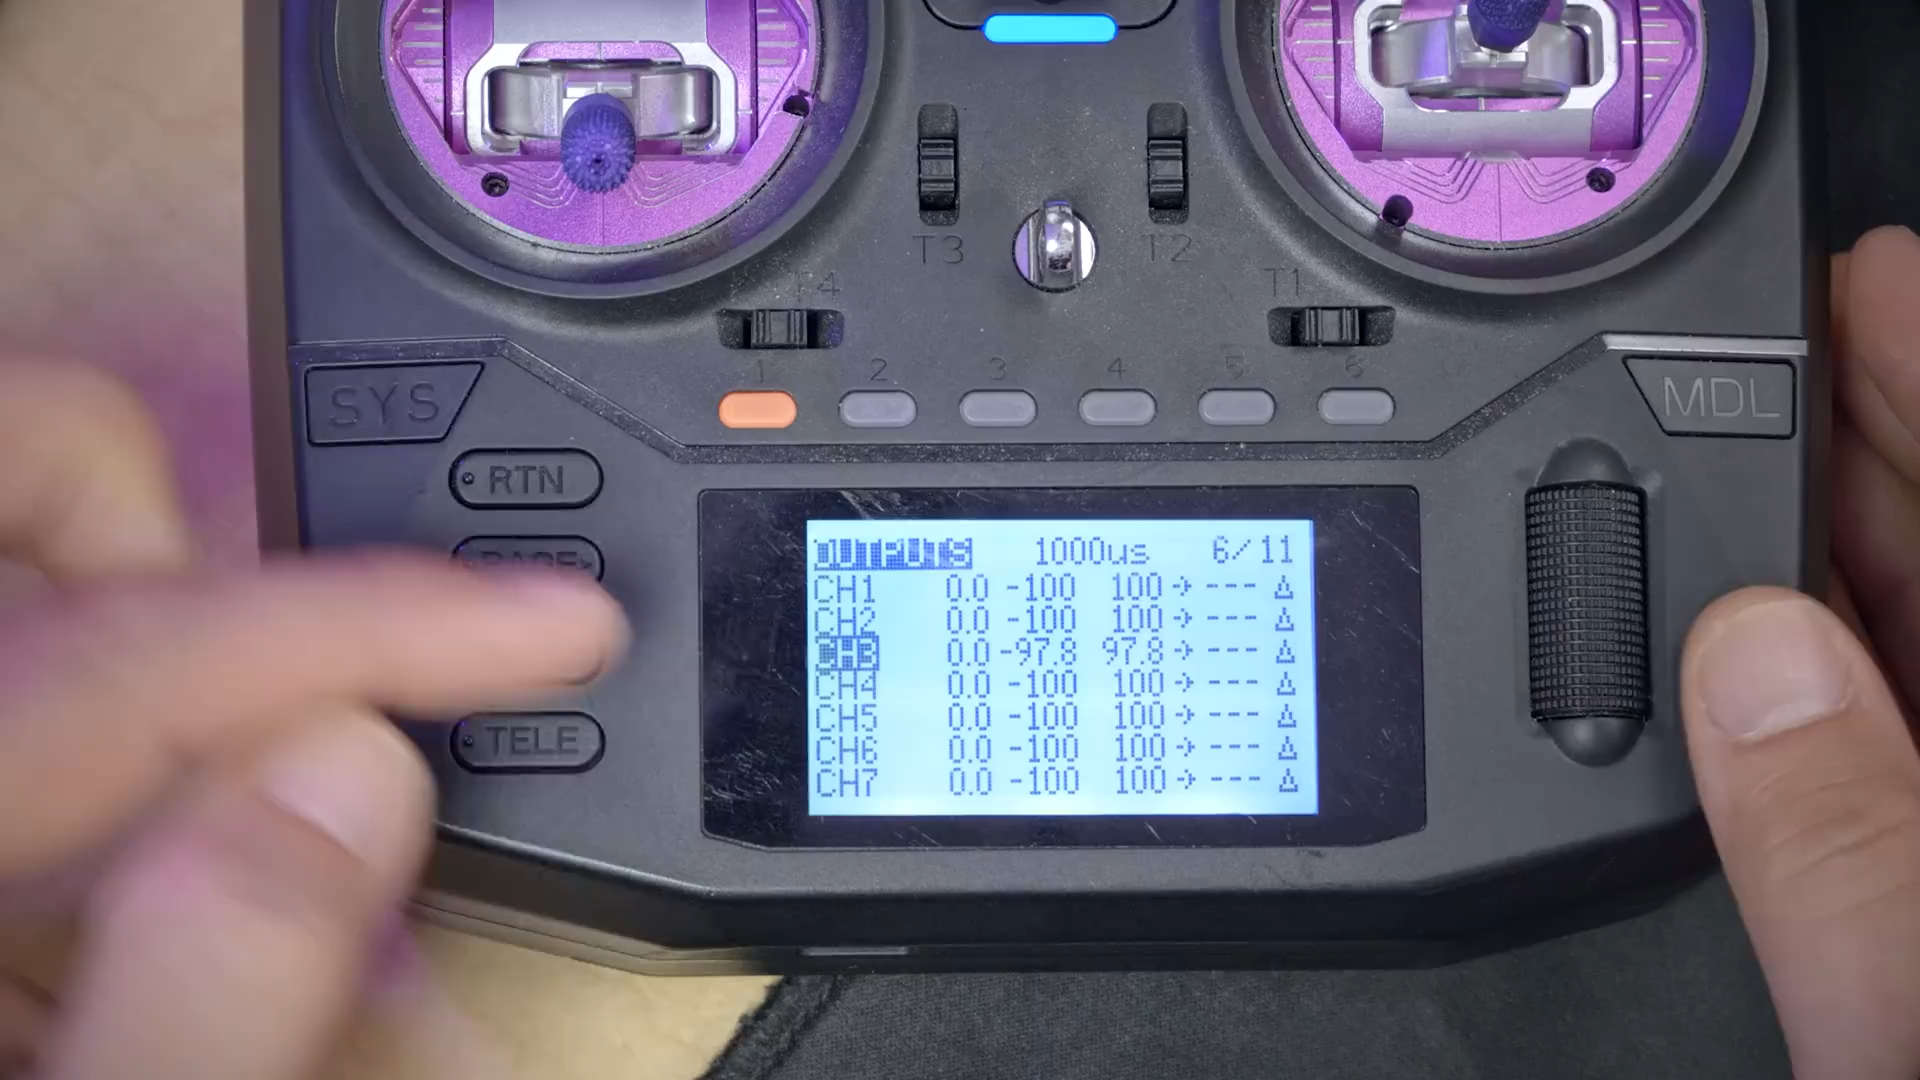 T3
T2
T4
T1
1 2 3 4 5 6
SYS
MDL
RTN
PAGE
TELE
OUTPUTS 1000us 6/11
CH1 0.0 -100 100 → ---
CH2 0.0 -100 100 → ---
CH3 0.0 -97.8 97.8 → ---
CH4 0.0 -100 100 → ---
CH5 0.0 -100 100 → ---
CH6 0.0 -100 100 → ---
CH7 0.0 -100 100 → ---